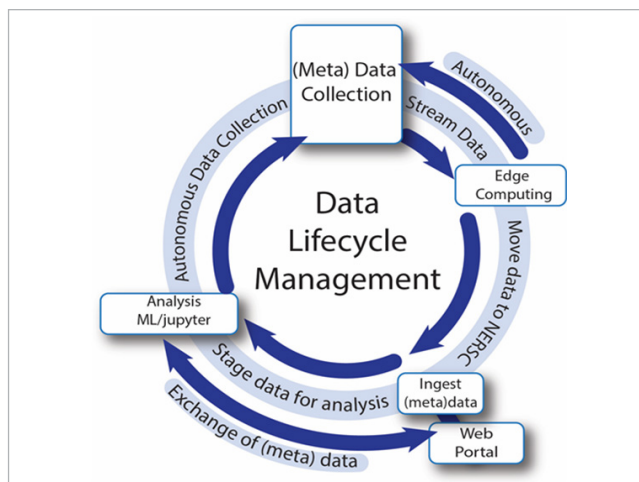 (Meta) Data
Collection
Autonomous
Stream Data
Edge
Computing
Autonomous Data Collection
Data
Lifecycle
Management
Move data to NERSC
Analysis
ML/jupyter
Stage data for analysis
Ingest
(meta)data
Exchange of (meta) data
Web
Portal